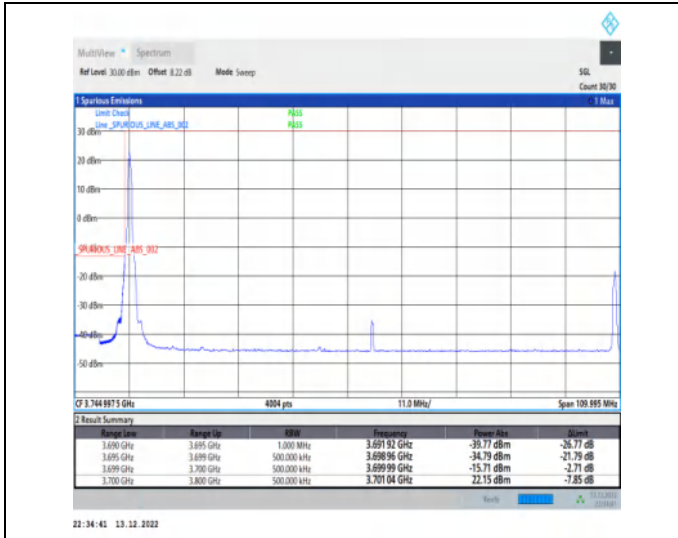 MultiView Spectrum
Ref Level 30.00 dBm Offset 8.22 dB Mode Sweep SGL
Count 30/30
1 Spurious Emissions 1 Max
Limit Check PASS
Line _SPURIOUS_LINE_ABS_002 PASS
30 dBm
20 dBm
10 dBm
0 dBm
_SPURIOUS_LINE_ABS_002
-20 dBm
-30 dBm
-40 dBm
-50 dBm
CF 3.744 997 5 GHz 4004 pts 11.0 MHz/ Span 109.995 MHz
2 Result Summary
Range Low Range Up RBW Frequency Power Abs ΔLimit
3.690 GHz 3.695 GHz 1.000 MHz 3.691 92 GHz -39.77 dBm -26.77 dB
3.695 GHz 3.699 GHz 500.000 kHz 3.698 96 GHz -34.79 dBm -21.79 dB
3.699 GHz 3.700 GHz 500.000 kHz 3.699 99 GHz -15.71 dBm -2.71 dB
3.700 GHz 3.800 GHz 500.000 kHz 3.701 04 GHz 22.15 dBm -7.85 dB
Ready 13.12.2022
22:34:41 13.12.2022